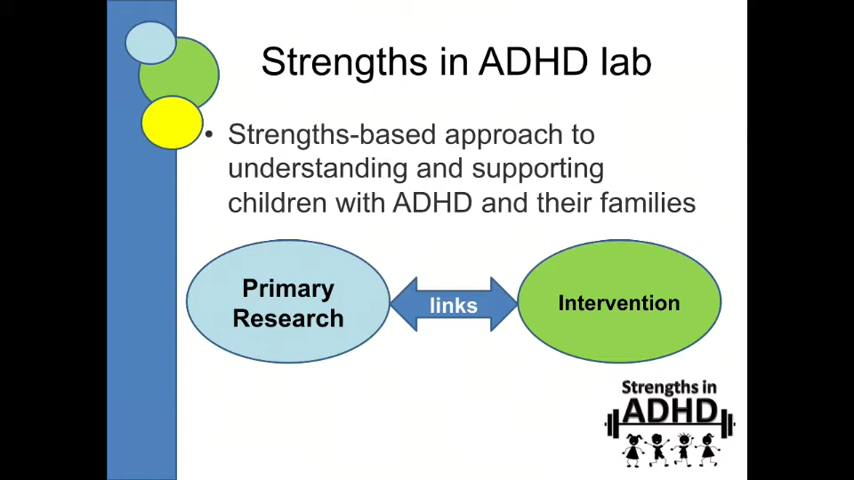 Strengths in ADHD lab
• Strengths-based approach to
understanding and supporting
children with ADHD and their families
Primary
Research
links
Intervention
Strengths in
ADHD